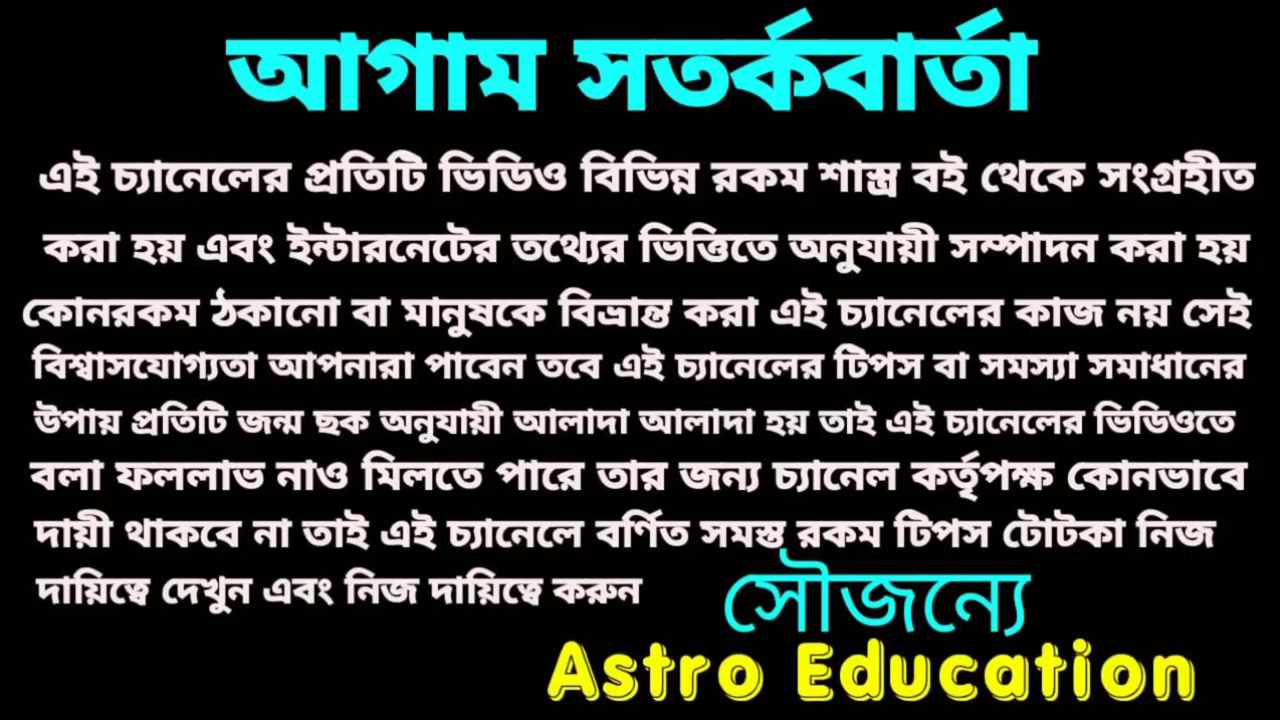 আগাম সতর্কবার্তা
এই চ্যানেলের প্রতিটি ভিডিও বিভিন্ন রকম শাস্ত্র বই থেকে সংগ্রহীত
করা হয় এবং ইন্টারনেটের তথ্যের ভিত্তিতে অনুযায়ী সম্পাদন করা হয়
কোনরকম ঠকানো বা মানুষকে বিভ্রান্ত করা এই চ্যানেলের কাজ নয় সেই
বিশ্বাসযোগ্যতা আপনারা পাবেন তবে এই চ্যানেলের টিপস বা সমস্যা সমাধানের
উপায় প্রতিটি জন্ম ছক অনুযায়ী আলাদা আলাদা হয় তাই এই চ্যানেলের ভিডিওতে
বলা ফললাভ নাও মিলতে পারে তার জন্য চ্যানেল কর্তৃপক্ষ কোনভাবে
দায়ী থাকবে না তাই এই চ্যানেলে বর্ণিত সমস্ত রকম টিপস টোটকা নিজ
দায়িত্বে দেখুন এবং নিজ দায়িত্বে করুন
সৌজন্যে
Astro Education